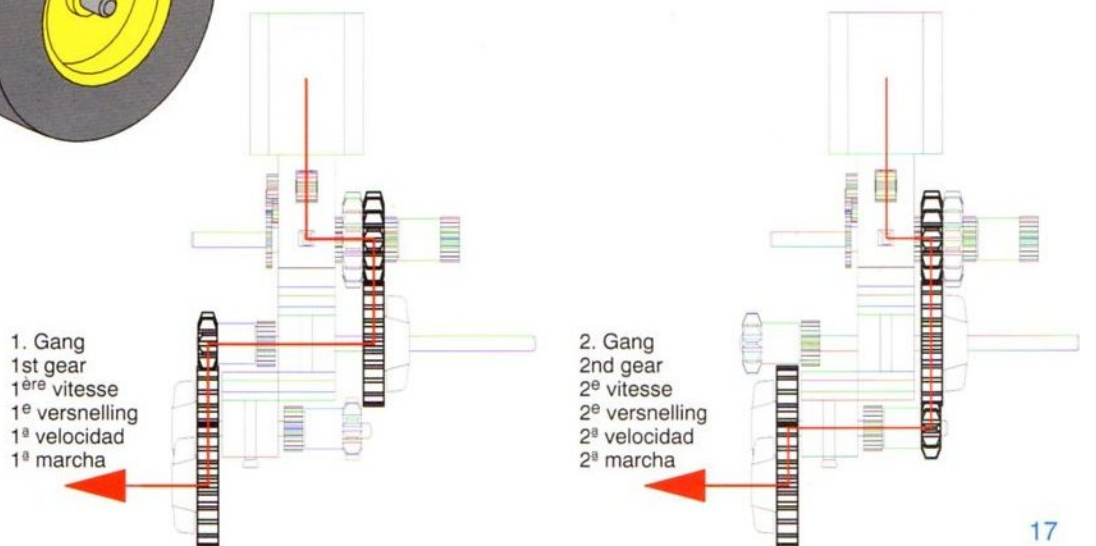 1. Gang
1st gear
1ère vitesse
1e versnelling
1ª velocidad
1ª marcha
2. Gang
2nd gear
2e vitesse
2e versnelling
2ª velocidad
2ª marcha
17